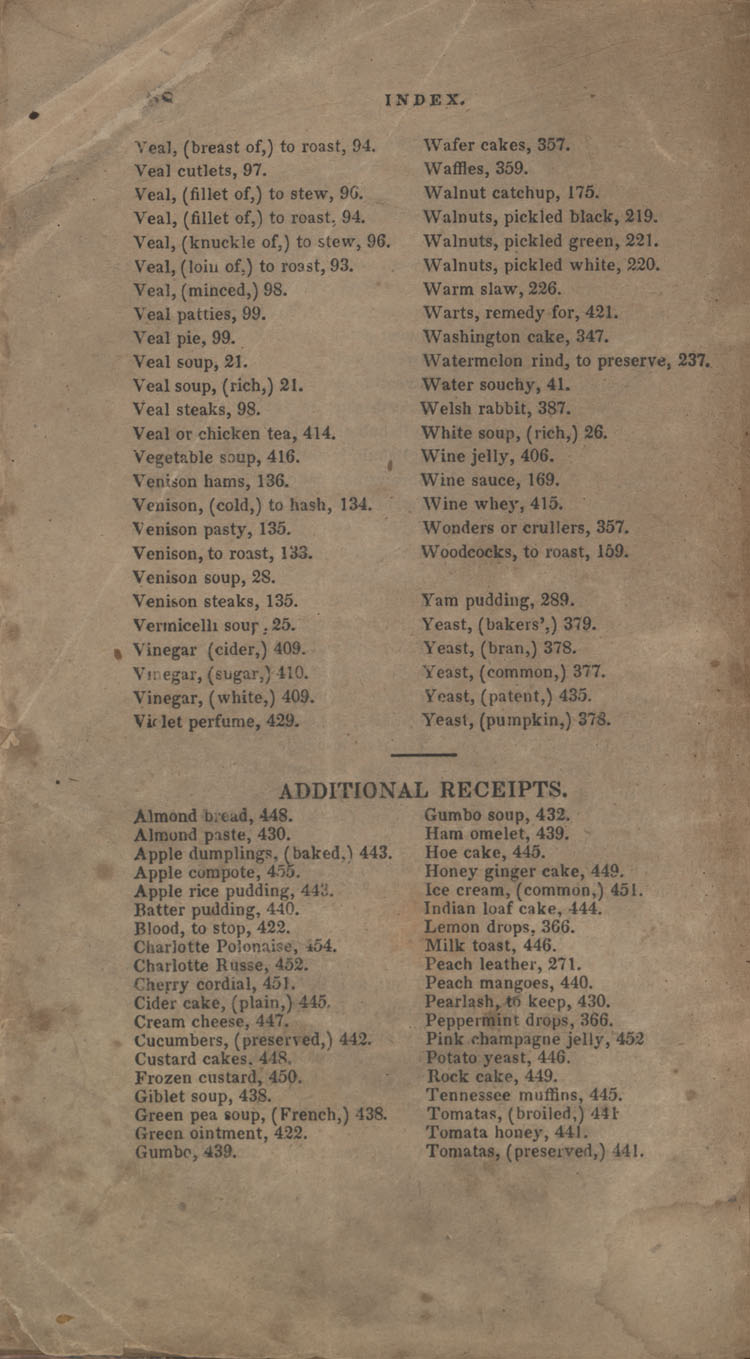 INDEX.
Veal, (breast of,) to roast, 94.
Veal cutlets, 97.
Veal, (fillet of,) to stew, 96.
Veal, (fillet of,) to roast, 94.
Veal, (knuckle of,) to stew, 96.
Veal, (loin of,) to roast, 93.
Veal, (minced,) 98.
Veal patties, 99.
Veal pie, 99.
Veal soup, 21.
Veal soup, (rich,) 21.
Veal steaks, 98.
Veal or chicken tea, 414.
Vegetable soup, 416.
Venison hams, 136.
Venison, (cold,) to hash, 134.
Venison pasty, 135.
Venison, to roast, 133.
Venison soup, 28.
Venison steaks, 135.
Vermicelli soup, 25.
Vinegar (cider,) 409.
Vinegar, (sugar,) 410.
Vinegar, (white,) 409.
Violet perfume, 429.
Wafer cakes, 357.
Waffles, 359.
Walnut catchup, 175.
Walnuts, pickled black, 219.
Walnuts, pickled green, 221.
Walnuts, pickled white, 220.
Warm slaw, 226.
Warts, remedy for, 421.
Washington cake, 347.
Watermelon rind, to preserve, 237.
Water souchy, 41.
Welsh rabbit, 387.
White soup, (rich,) 26.
Wine jelly, 406.
Wine sauce, 169.
Wine whey, 415.
Wonders or crullers, 357.
Woodcocks, to roast, 159.
Yam pudding, 289.
Yeast, (bakers',) 379.
Yeast, (bran,) 378.
Yeast, (common,) 377.
Yeast, (patent,) 435.
Yeast, (pumpkin,) 378.
ADDITIONAL RECEIPTS.
Almond bread, 448.
Almond paste, 430.
Apple dumplings, (baked,) 443.
Apple compote, 455.
Apple rice pudding, 443.
Batter pudding, 440.
Blood, to stop, 422.
Charlotte Polonaise, 454.
Charlotte Russe, 452.
Cherry cordial, 451.
Cider cake, (plain,) 445.
Cream cheese, 447.
Cucumbers, (preserved,) 442.
Custard cakes, 448.
Frozen custard, 450.
Giblet soup, 438.
Green pea soup, (French,) 438.
Green ointment, 422.
Gumbo, 439.
Gumbo soup, 432.
Ham omelet, 439.
Hoe cake, 445.
Honey ginger cake, 449.
Ice cream, (common,) 451.
Indian loaf cake, 444.
Lemon drops, 366.
Milk toast, 446.
Peach leather, 271.
Peach mangoes, 440.
Pearlash, to keep, 430.
Peppermint drops, 366.
Pink champagne jelly, 452
Potato yeast, 446.
Rock cake, 449.
Tennessee muffins, 445.
Tomatas, (broiled,) 441
Tomata honey, 441.
Tomatas, (preserved,) 441.